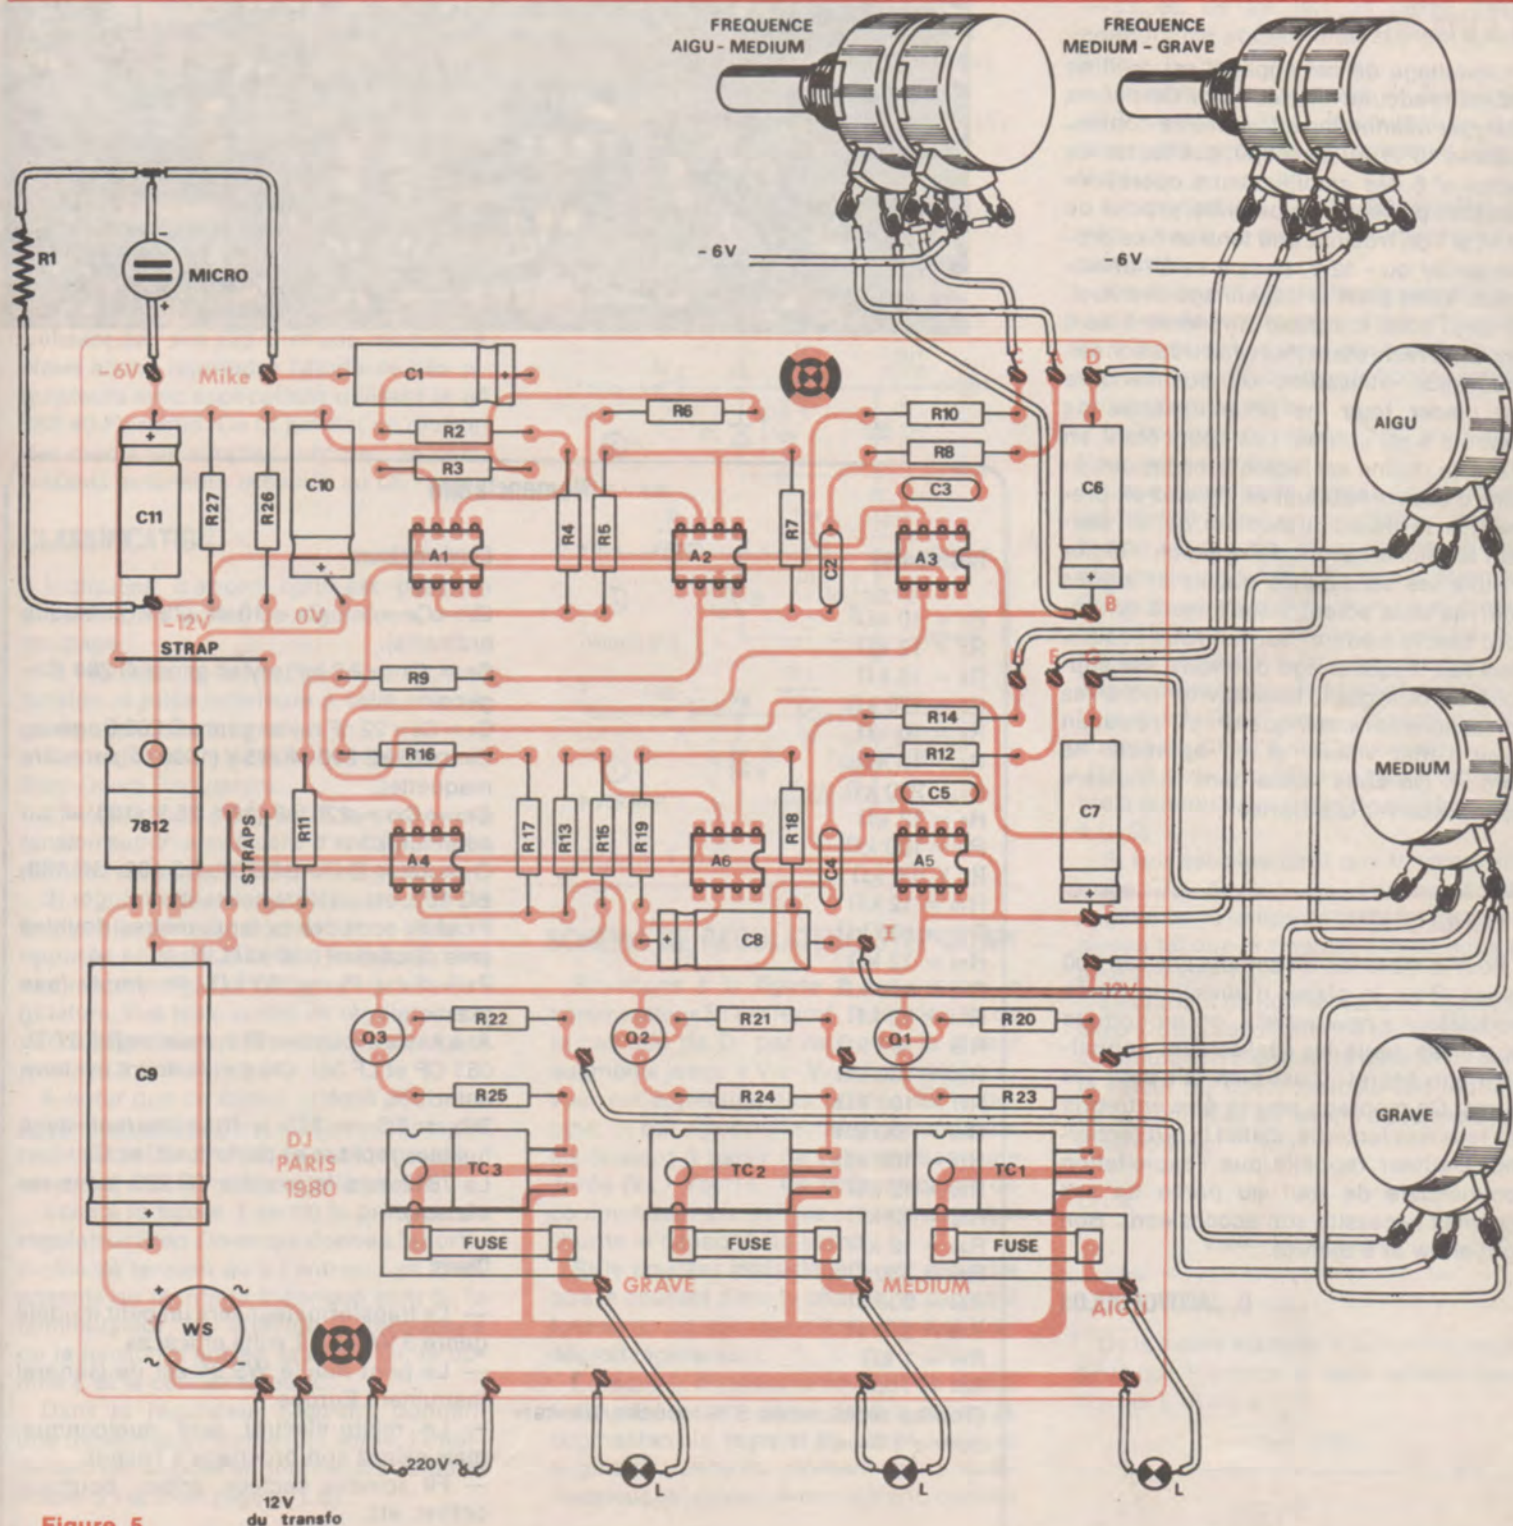 FREQUENCE
AIGU - MEDIUM
FREQUENCE
MEDIUM - GRAVE
- 6V
- 6V
R1
-
MICRO
+
- 6V
Mike
C1
+
C
A
D
R2
R6
R10
AIGU
R3
R8
+
C11
R27
R26
C10
R4
R5
R7
C3
C6
A1
A2
C2
A3
+
+
B
-12V
0V
STRAP
R9
H
E
G
R14
R16
R12
MEDIUM
7812
STRAPS
R11
R17
R13
R15
R19
R18
C5
C7
A4
A6
C4
A5
+
F
+
C8
I
-12V
R22
R21
R20
Q3
Q2
Q1
C9
R25
R24
R23
GRAVE
DJ
PARIS
1980
TC3
TC2
TC1
+
FUSE
FUSE
FUSE
GRAVE
MEDIUM
AIGU
+
~
WS
~
-
220V~
L
L
L
12V
du transfo
Figure 5